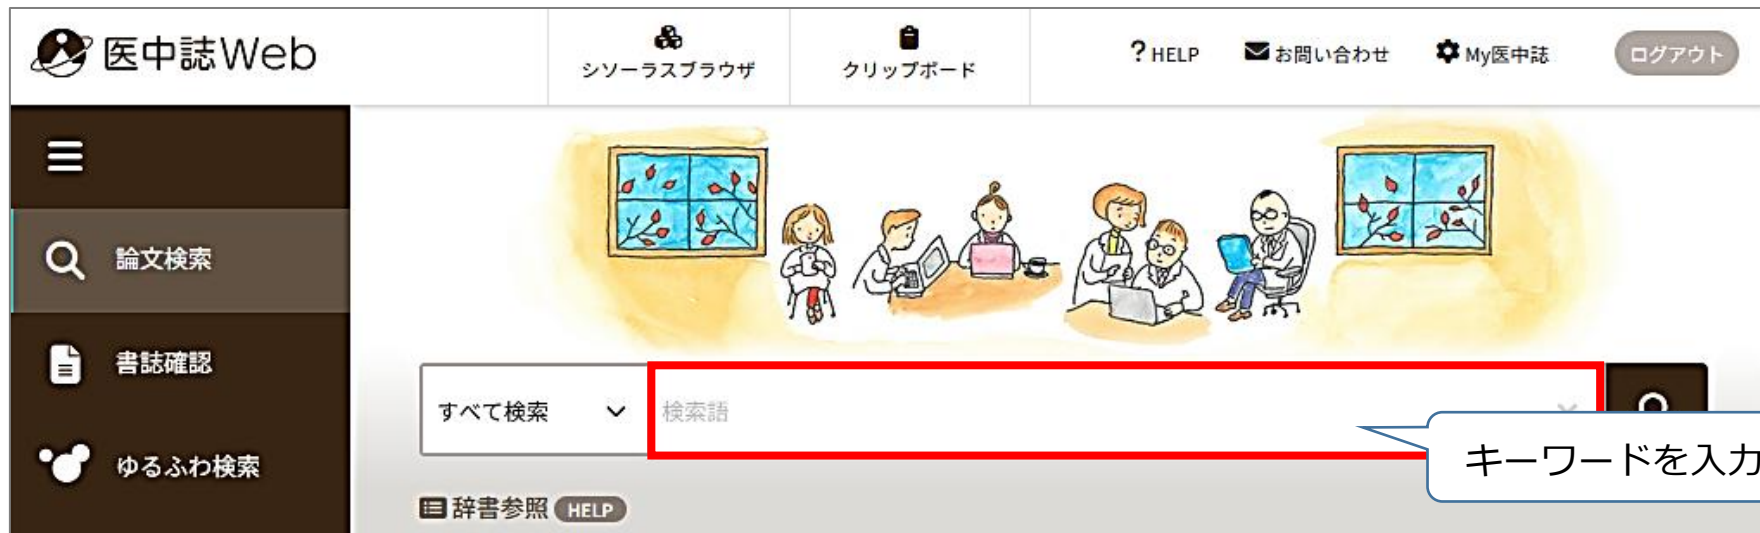 医中誌Web
シソーラスブラウザ
クリップボード
? HELP
お問い合わせ
My医中誌
ログアウト
論文検索
書誌確認
ゆるふわ検索
すべて検索
検索語
キーワードを入力
辞書参照 HELP